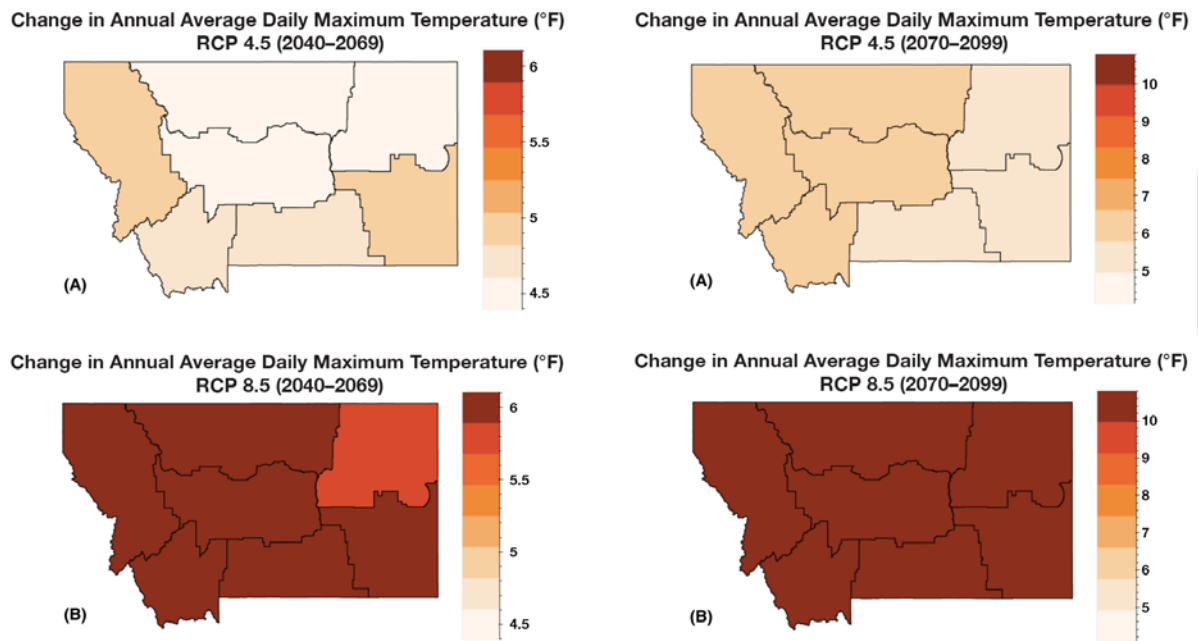 Change in Annual Average Daily Maximum Temperature (°F)
RCP 4.5 (2040–2069)
6
5.5
5
4.5
(A)
Change in Annual Average Daily Maximum Temperature (°F)
RCP 4.5 (2070–2099)
10
9
8
7
6
5
(A)
Change in Annual Average Daily Maximum Temperature (°F)
RCP 8.5 (2040–2069)
6
5.5
5
4.5
(B)
Change in Annual Average Daily Maximum Temperature (°F)
RCP 8.5 (2070–2099)
10
9
8
7
6
5
(B)